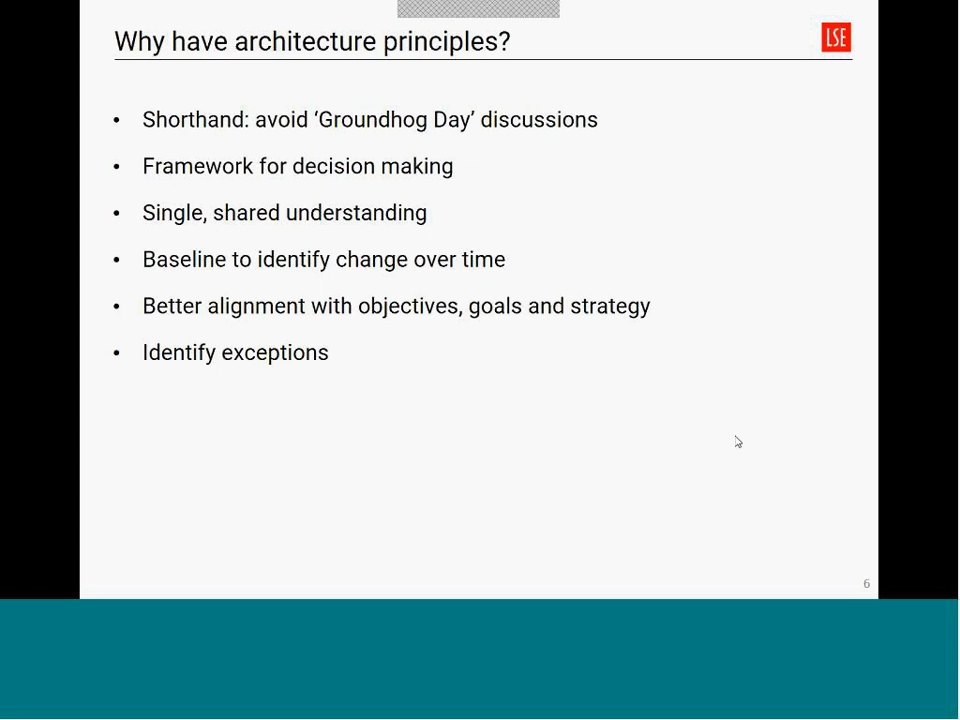 Why have architecture principles?
LSE
• Shorthand: avoid ‘Groundhog Day’ discussions
• Framework for decision making
• Single, shared understanding
• Baseline to identify change over time
• Better alignment with objectives, goals and strategy
• Identify exceptions
6